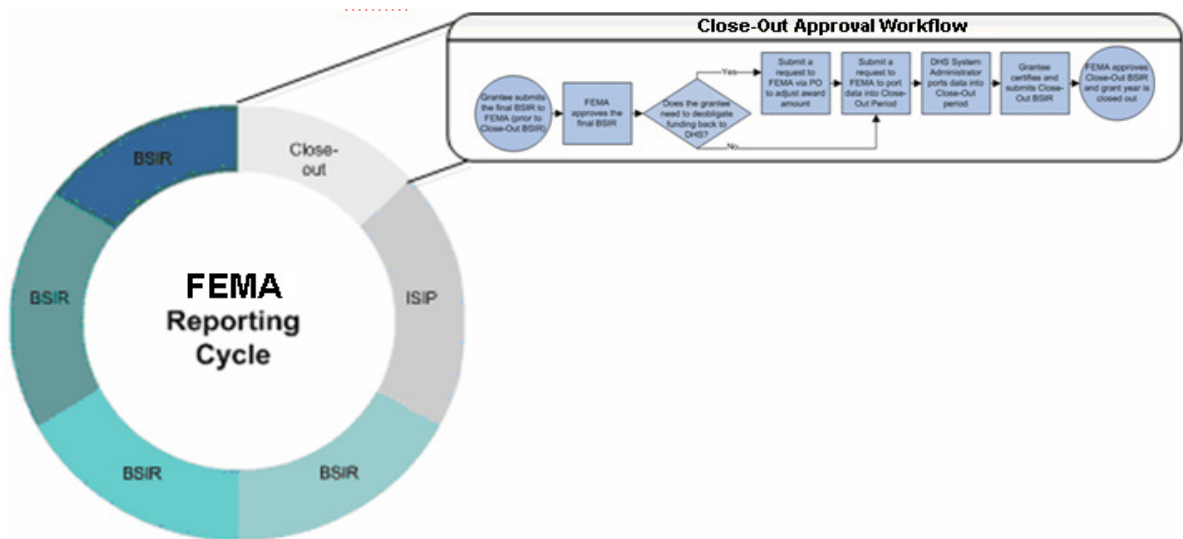 Close-Out Approval Workflow
Grantee submits
the final BSIR to
FEMA (prior to
Close-Out BSIR)
FEMA
approves the
final BSIR
Does the grantee
need to deobligate
funding back to
DHS?
Yes
No
Submit a
request to
FEMA via PO
to adjust award
amount
Submit a
request to
FEMA to port
data into Close-
Out Period
DHS System
Administrator
ports data into
Close-Out
period
Grantee
certifies and
submits Close-
Out BSIR
FEMA approves
Close-Out BSIR
and grant year is
closed out
BSIR
Close-
out
BSIR
ISIP
FEMA
Reporting
Cycle
BSIR
BSIR